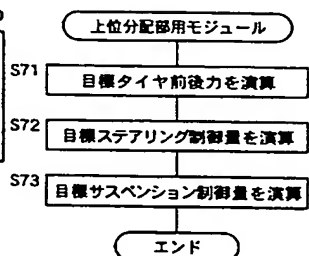 上位分配部用モジュール
S71
目標タイヤ前後力を演算
S72
目標ステアリング制御量を演算
S73
目標サスペンション制御量を演算
エンド